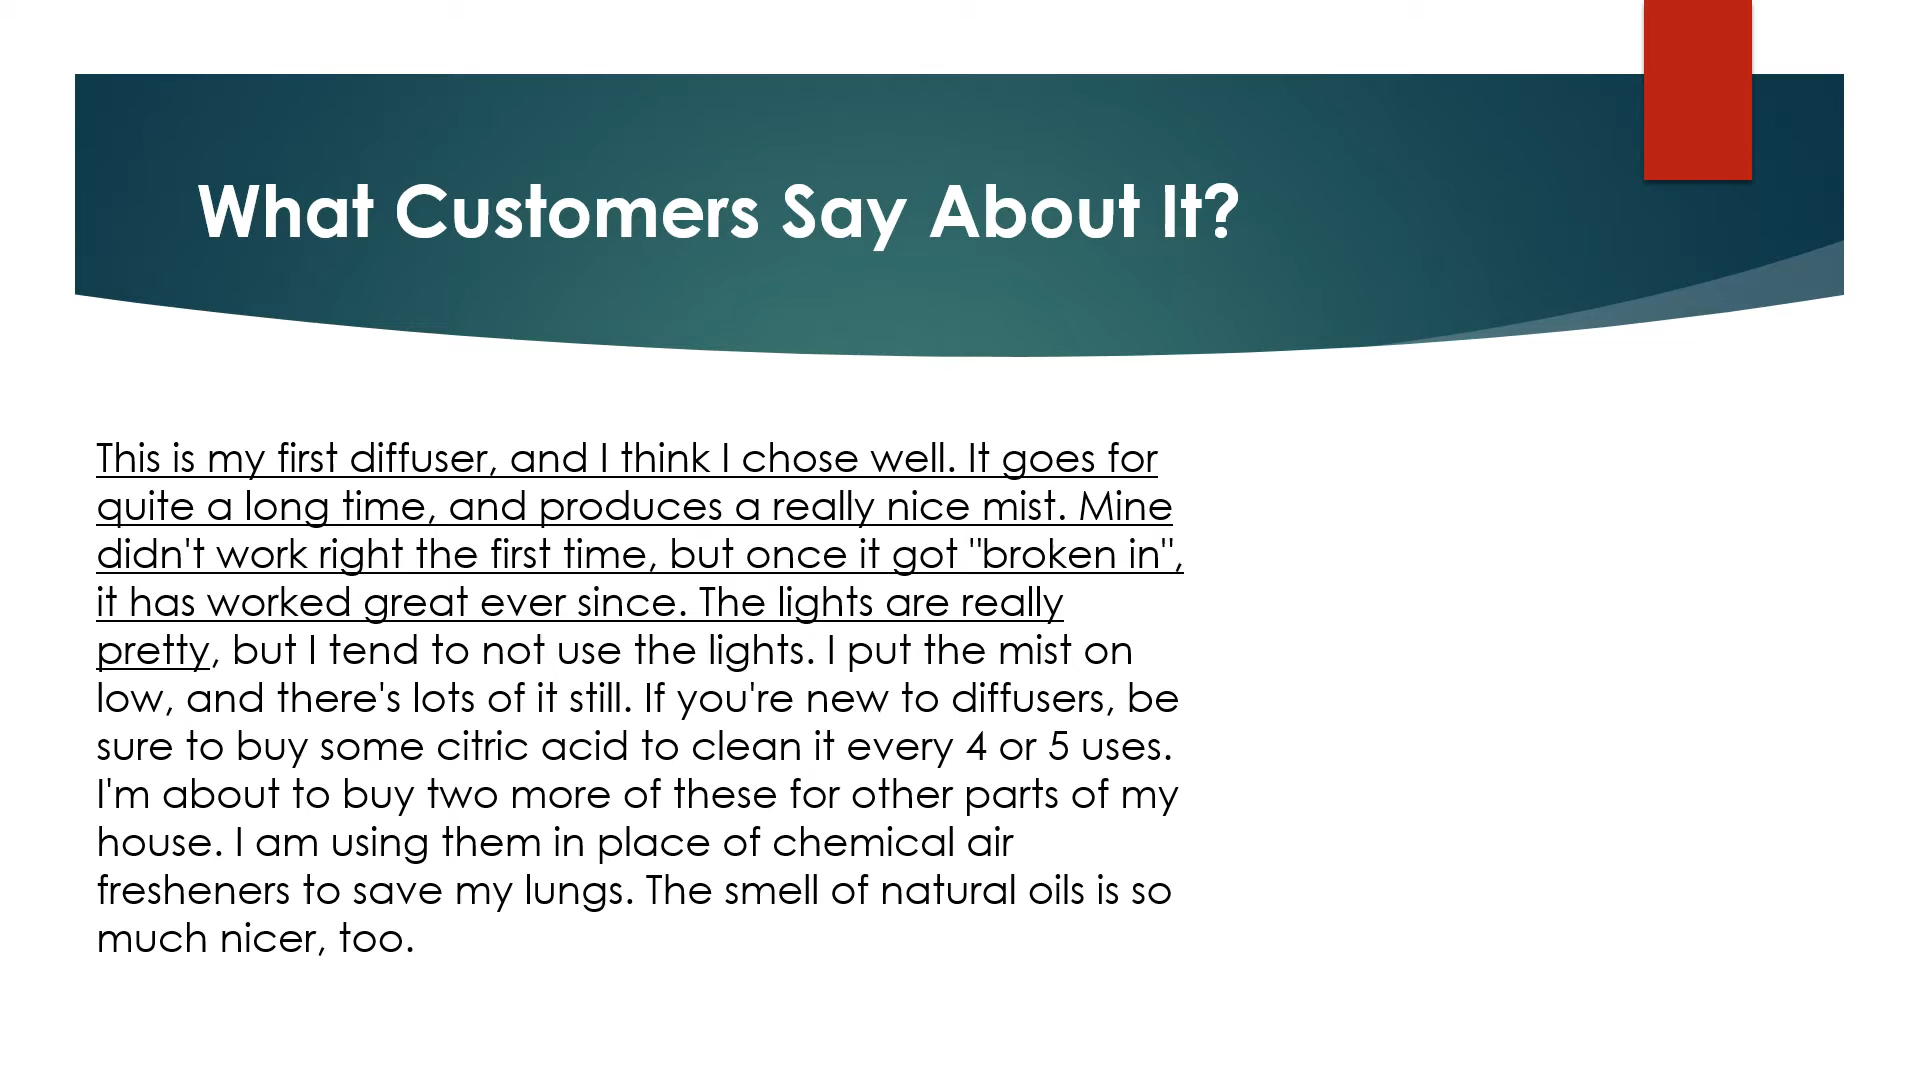 What Customers Say About It?
This is my first diffuser, and I think I chose well. It goes for
quite a long time, and produces a really nice mist. Mine
didn't work right the first time, but once it got "broken in",
it has worked great ever since. The lights are really
pretty, but I tend to not use the lights. I put the mist on
low, and there's lots of it still. If you're new to diffusers, be
sure to buy some citric acid to clean it every 4 or 5 uses.
I'm about to buy two more of these for other parts of my
house. I am using them in place of chemical air
fresheners to save my lungs. The smell of natural oils is so
much nicer, too.